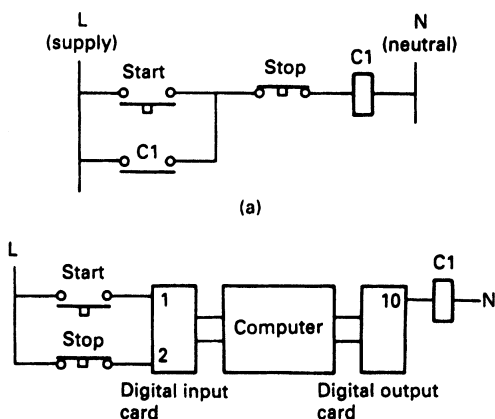 L
(supply)
N
(neutral)
Start
Stop
C1
C1
(a)
L
Start
Stop
1
2
Computer
10
C1
N
Digital input
card
Digital output
card